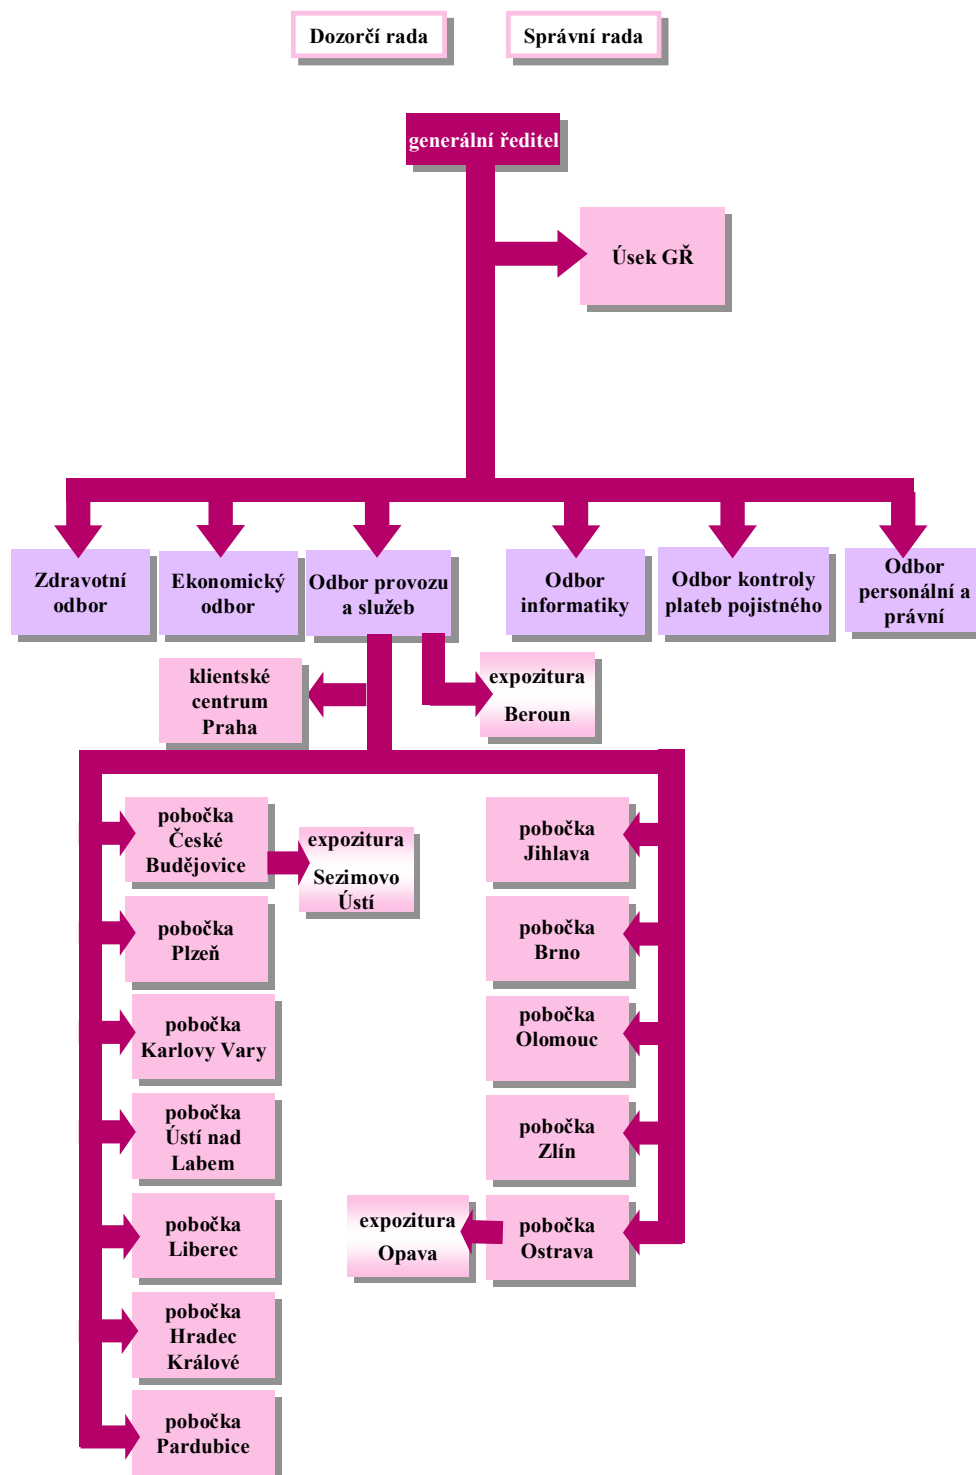 Dozorčí rada
Správní rada
generální ředitel
Úsek GŘ
Zdravotní
odbor
Ekonomický
odbor
Odbor provozu
a služeb
Odbor
informatiky
Odbor kontroly
plateb pojistného
Odbor
personální a
právní
klientské
centrum
Praha
expozitura
Beroun
pobočka
České
Budějovice
expozitura
Sezimovo
Ústí
pobočka
Jihlava
pobočka
Plzeň
pobočka
Brno
pobočka
Karlovy Vary
pobočka
Olomouc
pobočka
Ústí nad
Labem
pobočka
Zlín
pobočka
Liberec
expozitura
Opava
pobočka
Ostrava
pobočka
Hradec
Králové
pobočka
Pardubice